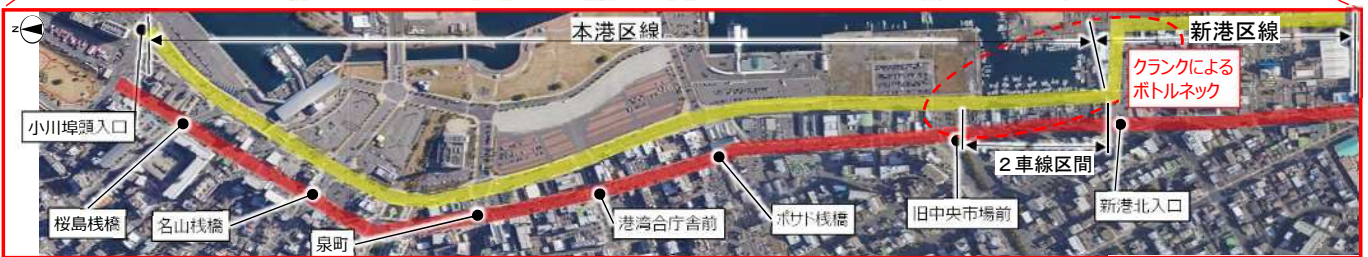 N
本港区線
新港区線
クランクによる
ボトルネック
小川埠頭入口
2車線区間
桜島桟橋
名山桟橋
泉町
港湾合庁舎前
ボサド桟橋
旧中央市場前
新港北入口